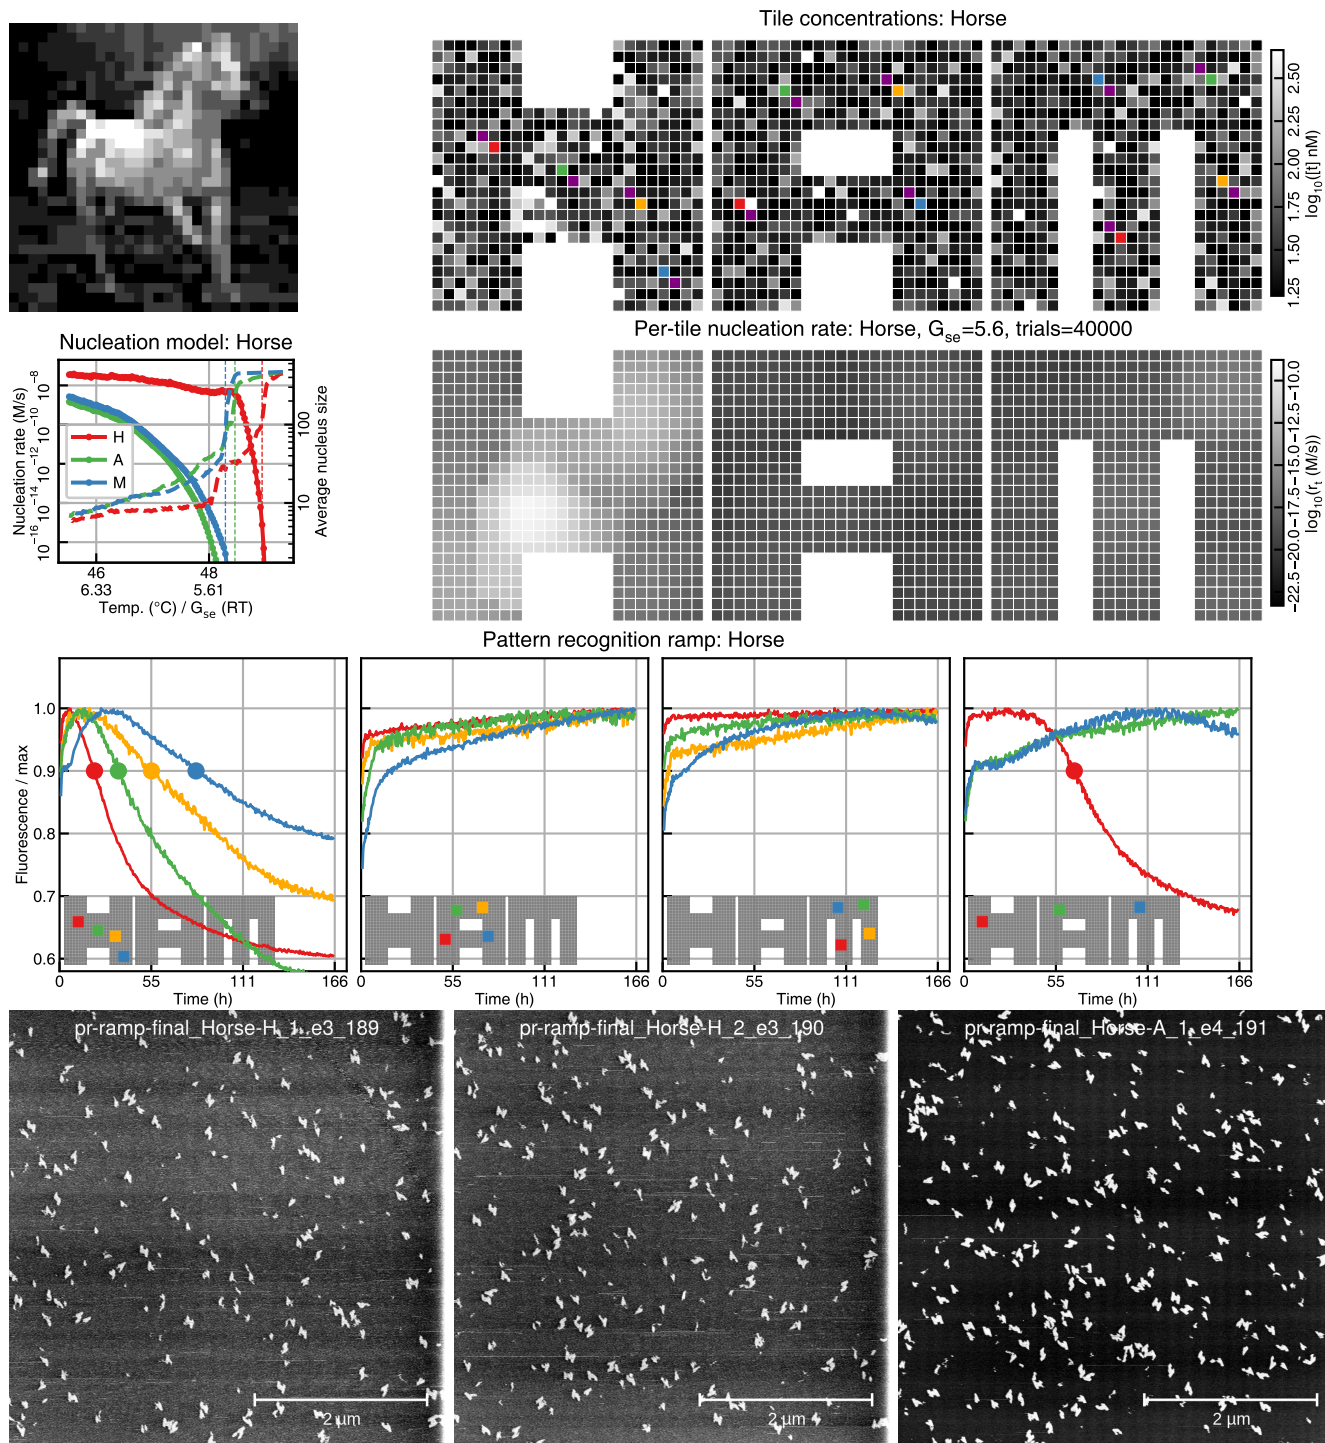 Tile concentrations: Horse
2.50
2.25
2.00
1.75
1.50
1.25
log10([t] nM)
Nucleation model: Horse
Nucleation rate (M/s)
10−8
10−10
10−12
10−14
10−16
H
A
M
100
10
Average nucleus size
46
48
6.33
5.61
Temp. (°C) / Gse (RT)
Per-tile nucleation rate: Horse, Gse=5.6, trials=40000
−10.0
−12.5
−15.0
−17.5
−20.0
−22.5
log10(rt (M/s))
Pattern recognition ramp: Horse
Fluorescence / max
1.0
0.9
0.8
0.7
0.6
0 55 111 166
0 55 111 166
0 55 111 166
0 55 111 166
Time (h)
Time (h)
Time (h)
Time (h)
pr-ramp-final_Horse-H_1_e3_189
pr-ramp-final_Horse-H_2_e3_190
pr-ramp-final_Horse-A_1_e4_191
2 µm
2 µm
2 µm